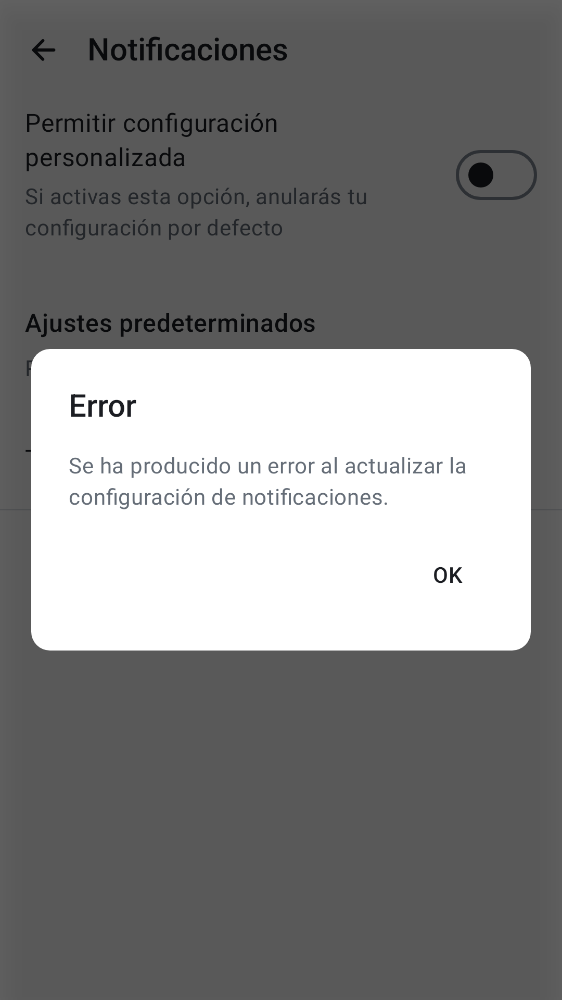 Notificaciones
Permitir configuración
personalizada
Si activas esta opción, anularás tu
configuración por defecto
Ajustes predeterminados
Error
Se ha producido un error al actualizar la
configuración de notificaciones.
OK